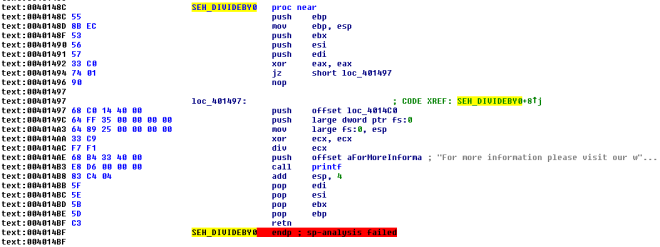 text:0040148C SEH_DIVIDEBY0 proc near
text:0040148C 55 push ebp
text:0040148D 8B EC mov ebp, esp
text:0040148F 53 push ebx
text:00401490 56 push esi
text:00401491 57 push edi
text:00401492 33 C0 xor eax, eax
text:00401494 74 01 jz short loc_401497
text:00401496 90 nop
text:00401497
text:00401497 loc_401497: ; CODE XREF: SEH_DIVIDEBY0+8↑j
text:00401497 68 C0 14 40 00 push offset loc_4014C0
text:0040149C 64 FF 35 00 00 00 00 push large dword ptr fs:0
text:004014A3 64 89 25 00 00 00 00 mov large fs:0, esp
text:004014AA 33 C9 xor ecx, ecx
text:004014AC F7 F1 div ecx
text:004014AE 68 B4 33 40 00 push offset aForMoreInforma ; "For more information please visit our w"...
text:004014B3 E8 D6 00 00 00 call printf
text:004014B8 83 C4 04 add esp, 4
text:004014BB 5F pop edi
text:004014BC 5E pop esi
text:004014BD 5B pop ebx
text:004014BE 5D pop ebp
text:004014BF C3 retn
text:004014BF SEH_DIVIDEBY0 endp ; sp-analysis failed
text:004014BF